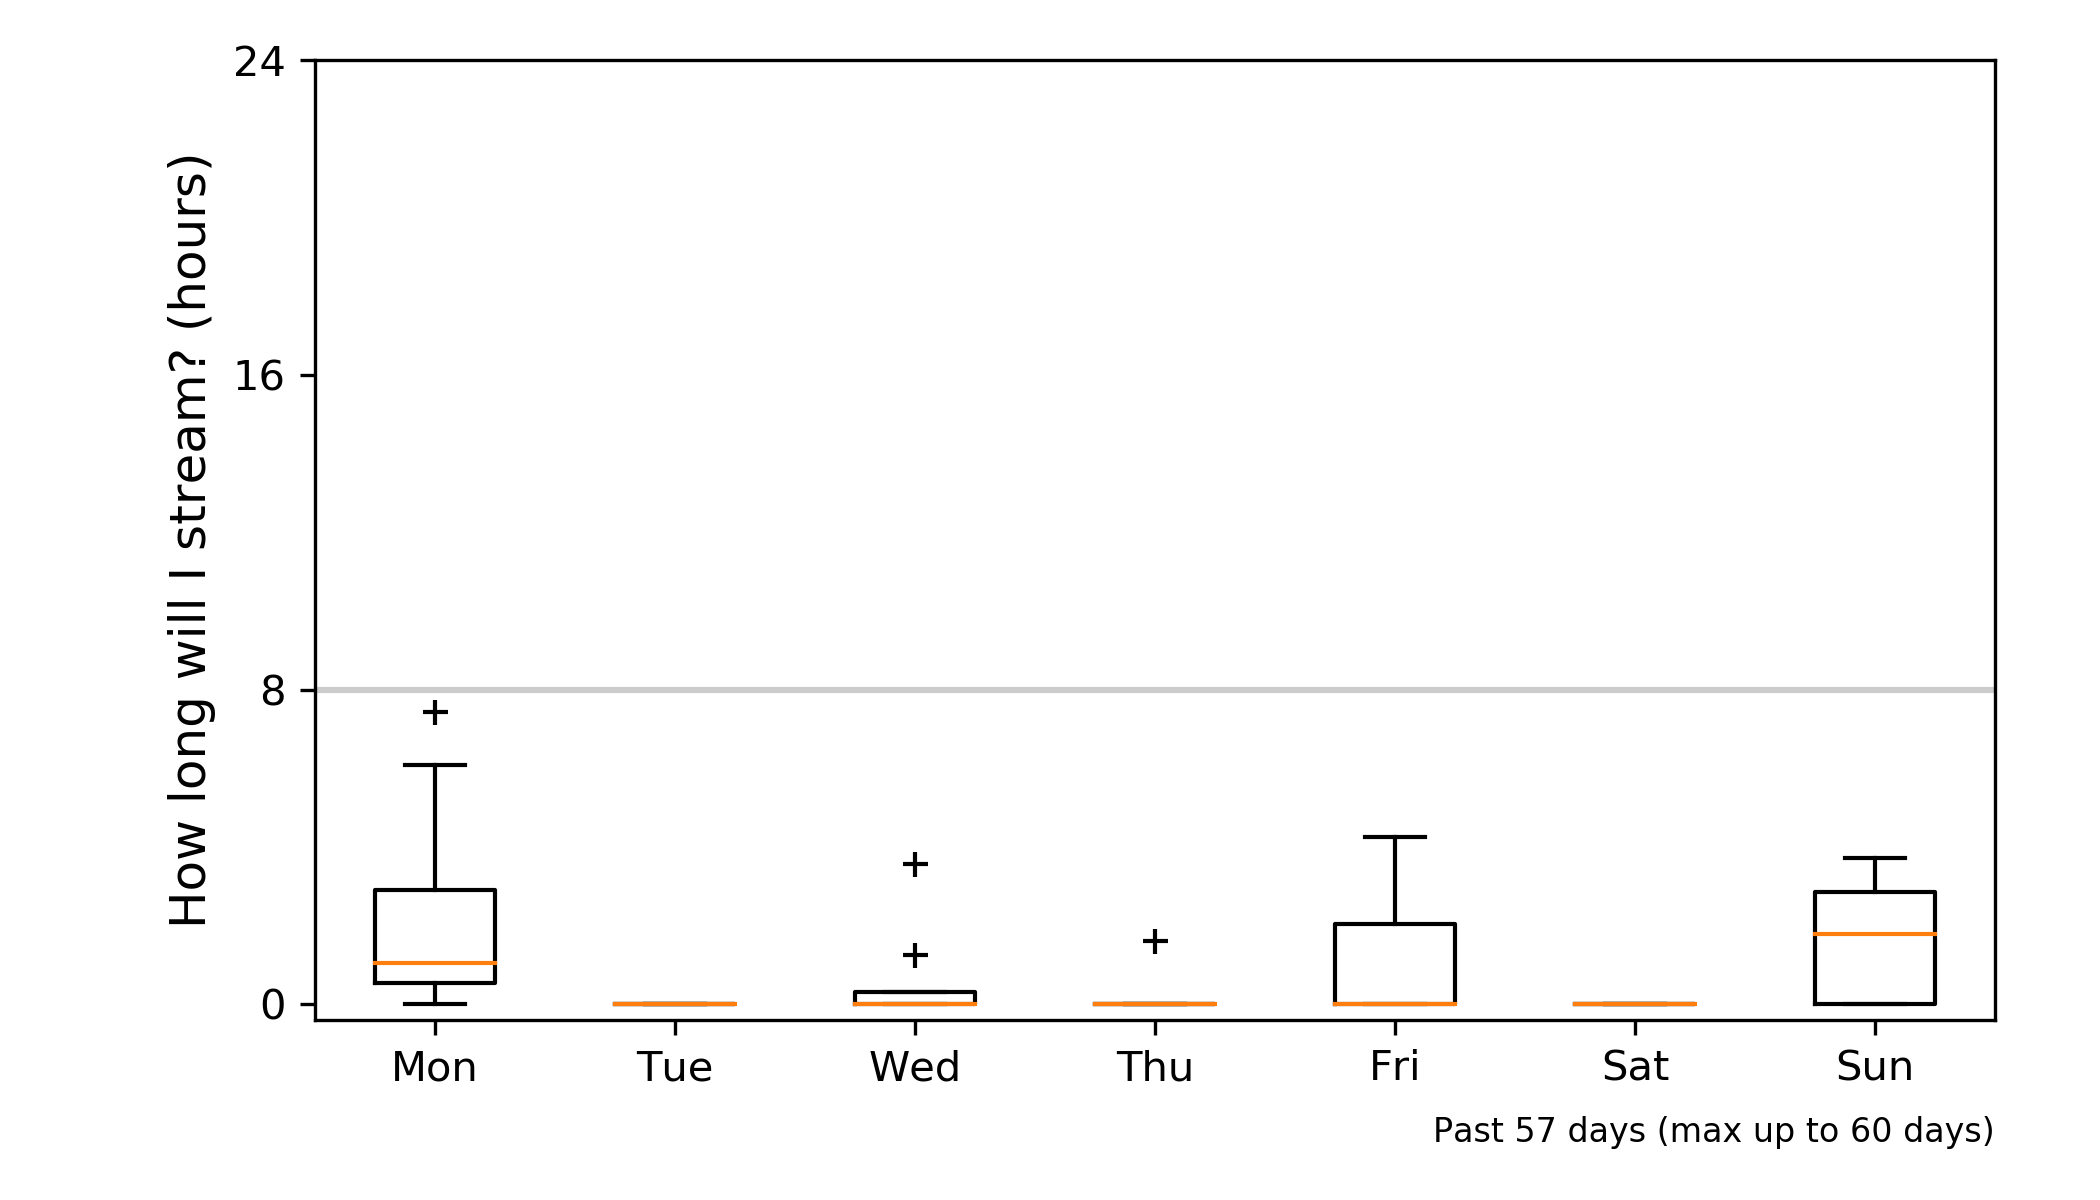 How long will I stream? (hours)
24
16
8
0
Mon Tue Wed Thu Fri Sat Sun
Past 57 days (max up to 60 days)